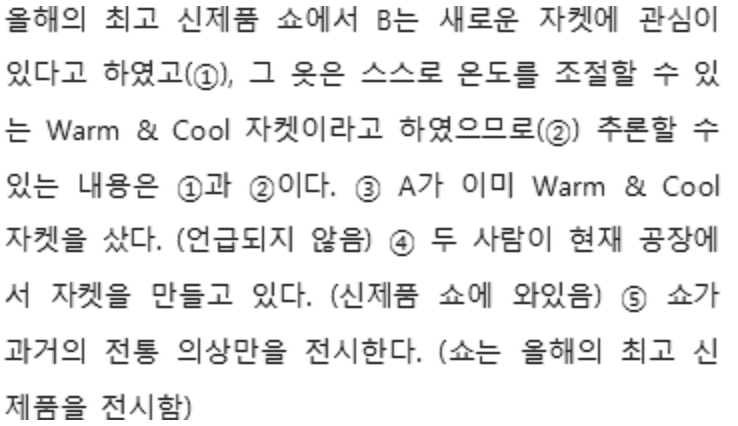 올해의 최고 신제품 쇼에서 B는 새로운 자켓에 관심이
있다고 하였고(①), 그 옷은 스스로 온도를 조절할 수 있
는 Warm & Cool 자켓이라고 하였으므로(②) 추론할 수
있는 내용은 ①과 ②이다. ③ A가 이미 Warm & Cool
자켓을 샀다. (언급되지 않음) ④ 두 사람이 현재 공장에
서 자켓을 만들고 있다. (신제품 쇼에 와있음) ⑤ 쇼가
과거의 전통 의상만을 전시한다. (쇼는 올해의 최고 신
제품을 전시함)